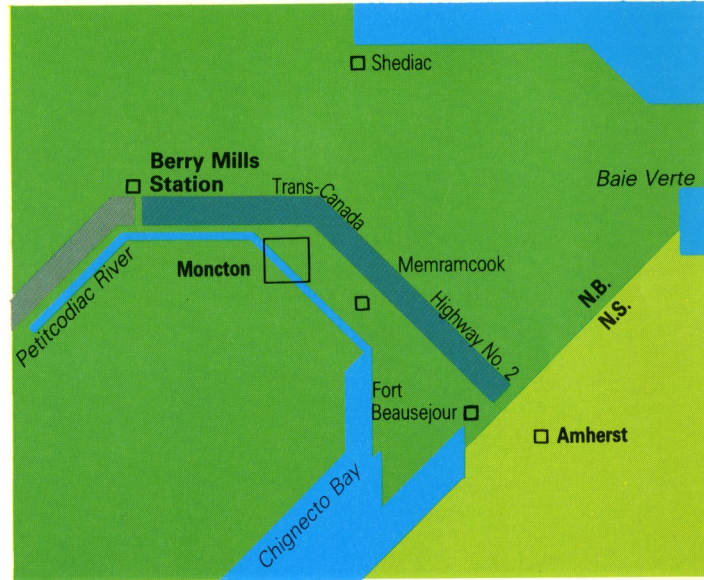 Shediac
Berry Mills
Station
Trans-Canada
Baie Verte
Petitcodiac River
Moncton
Memramcook
N.B.
N.S.
Highway No. 2
Fort
Beausejour
Amherst
Chignecto Bay